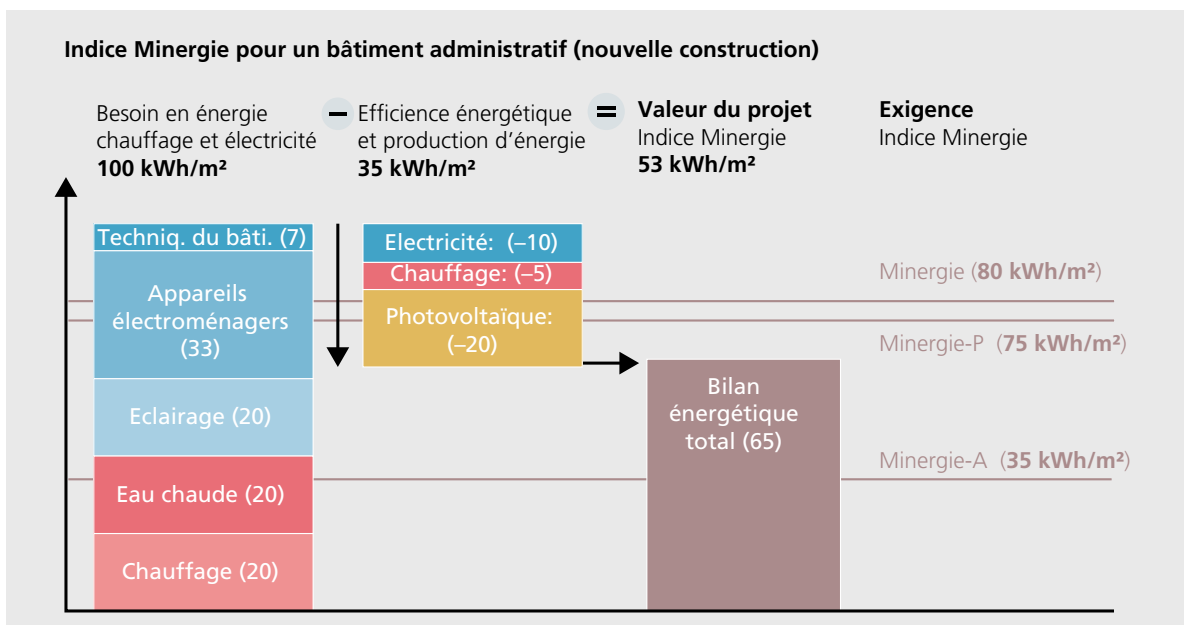 Indice Minergie pour un bâtiment administratif (nouvelle construction)
Besoin en énergie
chauffage et électricité
100 kWh/m²
–
Efficience énergétique
et production d’énergie
35 kWh/m²
=
Valeur du projet
Indice Minergie
53 kWh/m²
Exigence
Indice Minergie
Techniq. du bâti. (7)
Appareils
électroménagers
(33)
Eclairage (20)
Eau chaude (20)
Chauffage (20)
Electricité: (–10)
Chauffage: (–5)
Photovoltaïque:
(–20)
Bilan
énergétique
total (65)
Minergie (80 kWh/m²)
Minergie-P (75 kWh/m²)
Minergie-A (35 kWh/m²)